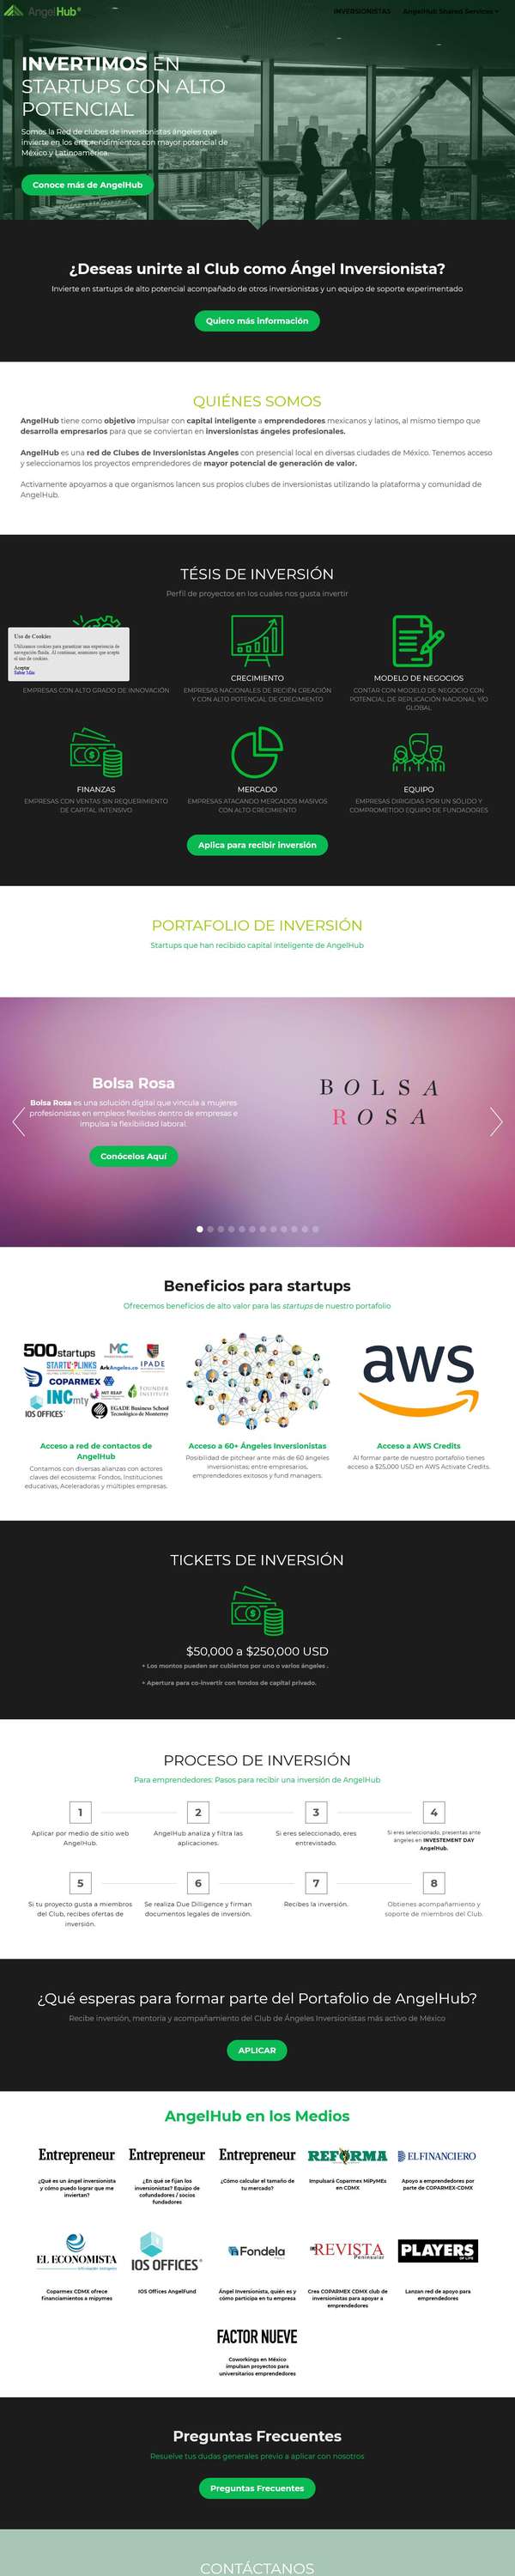 AngelHub®
INVERSIONISTAS AngelHub Shared Services
INVERTIMOS EN
STARTUPS CON ALTO
POTENCIAL
Somos la Red de clubes de inversionistas ángeles que
invierte en los emprendimientos con mayor potencial de
México y Latinoamérica.
Conoce más de AngelHub
¿Deseas unirte al Club como Ángel Inversionista?
Invierte en startups de alto potencial acompañado de otros inversionistas y un equipo de soporte experimentado
Quiero más información
QUIÉNES SOMOS
AngelHub tiene como objetivo impulsar con capital inteligente a emprendedores mexicanos y latinos, al mismo tiempo que
desarrolla empresarios para que se conviertan en inversionistas ángeles profesionales.
AngelHub es una red de Clubes de Inversionistas Angeles con presencial local en diversas ciudades de México. Tenemos acceso
y seleccionamos los proyectos emprendedores de mayor potencial de generación de valor.
Activamente apoyamos a que organismos lancen sus propios clubes de inversionistas utilizando la plataforma y comunidad de
AngelHub.
TÉSIS DE INVERSIÓN
Perfil de proyectos en los cuales nos gusta invertir
Uso de Cookies
Utilizamos cookies para garantizar una experiencia de
navegación fluida. Al continuar, asumimos que acepta
el uso de cookies.
Aceptar
Saber Más
EMPRESAS CON ALTO GRADO DE INNOVACIÓN
CRECIMIENTO
EMPRESAS NACIONALES DE RECIÉN CREACIÓN
Y CON ALTO POTENCIAL DE CRECIMIENTO
MODELO DE NEGOCIOS
CONTAR CON MODELO DE NEGOCIO CON
POTENCIAL DE REPLICACIÓN NACIONAL Y/O
GLOBAL
FINANZAS
EMPRESAS CON VENTAS SIN REQUERIMIENTO
DE CAPITAL INTENSIVO
MERCADO
EMPRESAS ATACANDO MERCADOS MASIVOS
CON ALTO CRECIMIENTO
EQUIPO
EMPRESAS DIRIGIDAS POR UN SÓLIDO Y
COMPROMETIDO EQUIPO DE FUNDADORES
Aplica para recibir inversión
PORTAFOLIO DE INVERSIÓN
Startups que han recibido capital inteligente de AngelHub
Bolsa Rosa
Bolsa Rosa es una solución digital que vincula a mujeres
profesionistas en empleos flexibles dentro de empresas e
impulsa la flexibilidad laboral.
Conócelos Aquí
BOLSA
ROSA
Beneficios para startups
Ofrecemos beneficios de alto valor para las startups de nuestro portafolio
500startups MC
STARTUPLINKS ArkAngeles.co IPADE
COPARMEX
INCmty MIT REAP FOUNDER
INSTITUTE
IOS OFFICES EGADE Business School
Tecnológico de Monterrey
aws
Acceso a red de contactos de
AngelHub
Contamos con diversas alianzas con actores
claves del ecosistema: Fondos, Instituciones
educativas, Aceleradoras y múltiples empresas.
Acceso a 60+ Ángeles Inversionistas
Posibilidad de pitchear ante más de 60 ángeles
inversionistas; entre empresarios,
emprendedores exitosos y fund managers.
Acceso a AWS Credits
Al formar parte de nuestro portafolio tienes
acceso a $25,000 USD en AWS Activate Credits.
TICKETS DE INVERSIÓN
$50,000 a $250,000 USD
+ Los montos pueden ser cubiertos por uno o varios ángeles .
+ Apertura para co-invertir con fondos de capital privado.
PROCESO DE INVERSIÓN
Para emprendedores: Pasos para recibir una inversión de AngelHub
1
Aplicar por medio de sitio web
AngelHub.
2
AngelHub analiza y filtra las
aplicaciones.
3
Si eres seleccionado, eres
entrevistado.
4
Si eres seleccionado, presentas ante
ángeles en INVESTEMENT DAY
AngelHub.
5
Si tu proyecto gusta a miembros
del Club, recibes ofertas de
inversión.
6
Se realiza Due Dilligence y firman
documentos legales de inversión.
7
Recibes la inversión.
8
Obtienes acompañamiento y
soporte de miembros del Club.
¿Qué esperas para formar parte del Portafolio de AngelHub?
Recibe inversión, mentoría y acompañamiento del Club de Ángeles Inversionistas más activo de México
APLICAR
AngelHub en los Medios
Entrepreneur
¿Qué es un ángel inversionista
y cómo puedo lograr que me
inviertan?
Entrepreneur
¿En qué se fijan los
inversionistas? Equipo de
cofundadores / socios
fundadores
Entrepreneur
¿Cómo calcular el tamaño de
tu mercado?
REFORMA
Impulsará Coparmex MiPyMEs
en CDMX
EL FINANCIERO
Apoyo a emprendedores por
parte de COPARMEX-CDMX
EL ECONOMISTA
Coparmex CDMX ofrece
financiamientos a mipymes
IOS OFFICES®
IOS Offices AngelFund
Fondela
Ángel Inversionista, quién es y
cómo participa en tu empresa
REVISTA
Peninsular
Crea COPARMEX CDMX club de
inversionistas para apoyar a
emprendedores
PLAYERS
OF LIFE
Lanzan red de apoyo para
emprendedores
FACTOR NUEVE
Coworkings en México
impulsan proyectos para
universitarios emprendedores
Preguntas Frecuentes
Resuelve tus dudas generales previo a aplicar con nosotros
Preguntas Frecuentes
CONTÁCTANOS